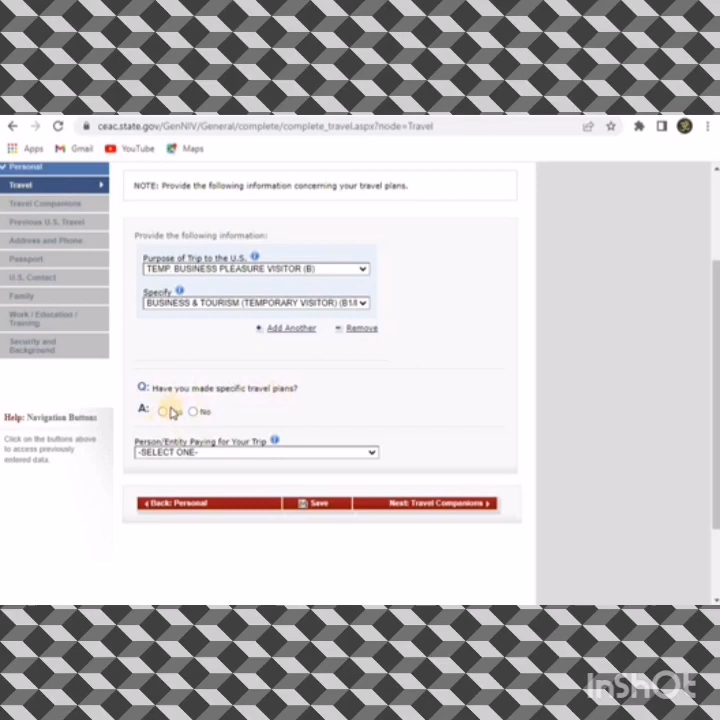 ceac.state.gov/GenNIV/General/complete/complete_travel.aspx?node=Travel
Apps Gmail YouTube Maps
Personal
Travel
Travel Companions
Previous U.S. Travel
Address and Phone
Passport
U.S. Contact
Family
Work / Education /
Training
Security and
Background
Help: Navigation Buttons
Click on the buttons above
to access previously
entered data.
NOTE: Provide the following information concerning your travel plans.
Provide the following information:
Purpose of Trip to the U.S.
TEMP. BUSINESS PLEASURE VISITOR (B)
Specify
BUSINESS & TOURISM (TEMPORARY VISITOR) (B1/
Add Another Remove
Q: Have you made specific travel plans?
A: No
Person/Entity Paying for Your Trip
-SELECT ONE-
Back: Personal Save Next: Travel Companions
InShOt